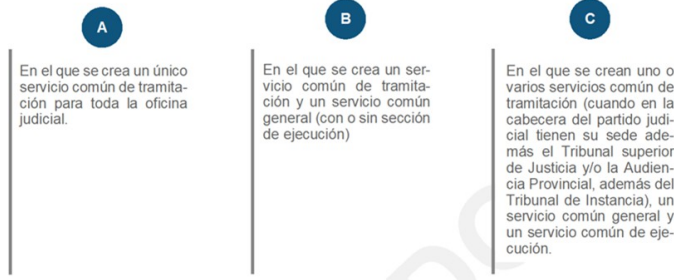 A
En el que se crea un único
servicio común de tramita-
ción para toda la oficina
judicial.
B
En el que se crea un ser-
vicio común de tramita-
ción y un servicio común
general (con o sin sección
de ejecución)
C
En el que se crean uno o
varios servicios común de
tramitación (cuando en la
cabecera del partido judi-
cial tienen su sede ade-
más el Tribunal superior
de Justicia y/o la Audien-
cia Provincial, además del
Tribunal de Instancia), un
servicio común general y
un servicio común de eje-
cución.